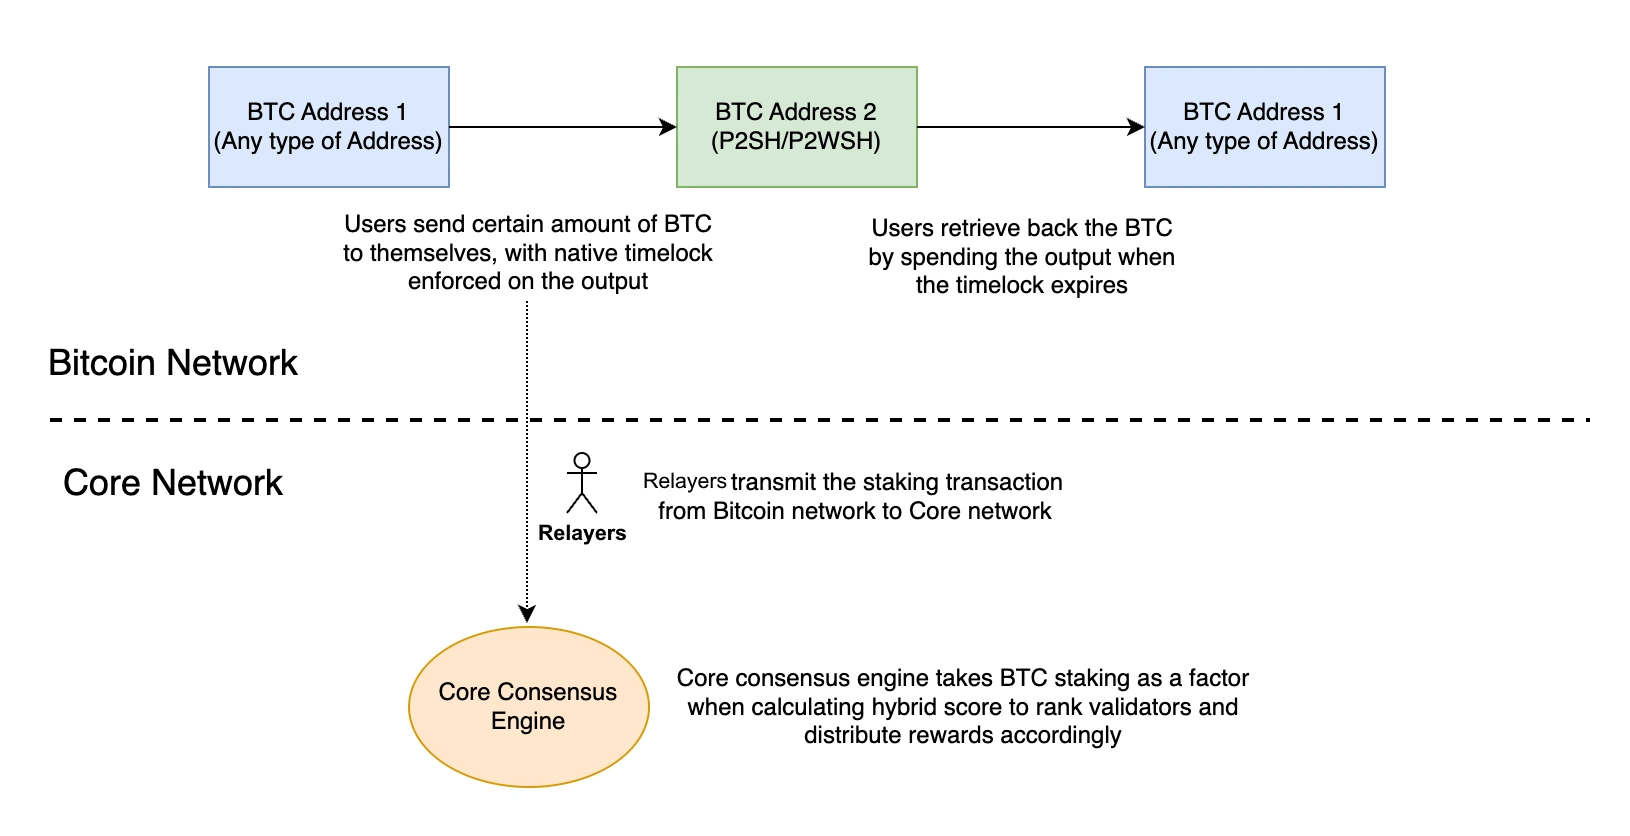 BTC Address 1
(Any type of Address)
BTC Address 2
(P2SH/P2WSH)
BTC Address 1
(Any type of Address)
Users send certain amount of BTC
to themselves, with native timelock
enforced on the output
Users retrieve back the BTC
by spending the output when
the timelock expires
Bitcoin Network
Core Network
Relayers
Relayers transmit the staking transaction
from Bitcoin network to Core network
Core Consensus
Engine
Core consensus engine takes BTC staking as a factor
when calculating hybrid score to rank validators and
distribute rewards accordingly